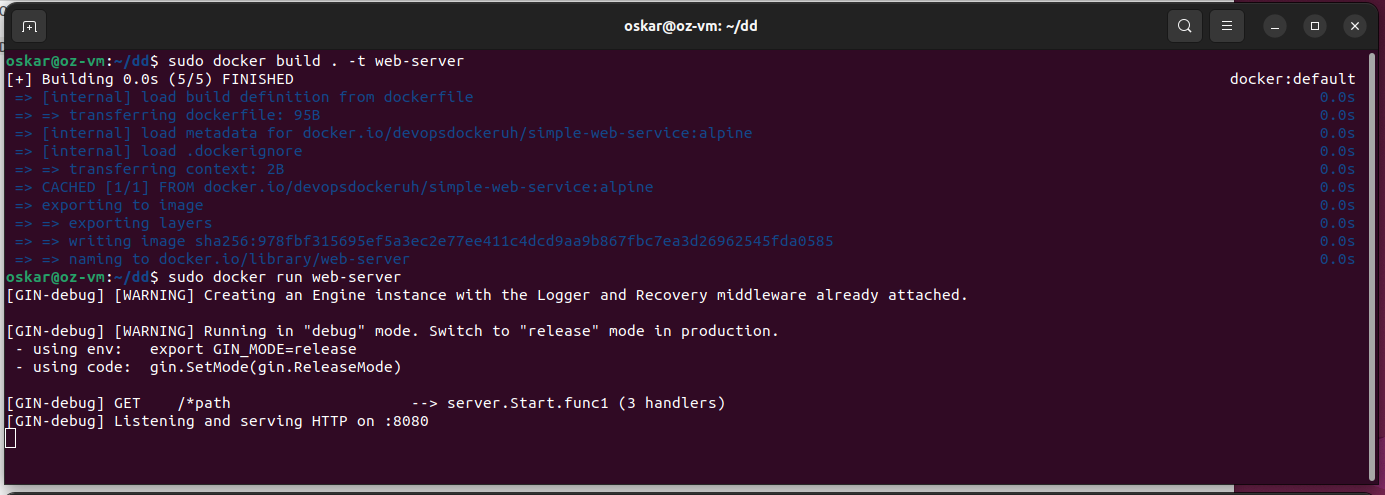 oskar@oz-vm: ~/dd
oskar@oz-vm:~/dd$ sudo docker build . -t web-server
[+] Building 0.0s (5/5) FINISHED docker:default
=> [internal] load build definition from dockerfile 0.0s
=> => transferring dockerfile: 95B 0.0s
=> [internal] load metadata for docker.io/devopsdockeruh/simple-web-service:alpine 0.0s
=> [internal] load .dockerignore 0.0s
=> => transferring context: 2B 0.0s
=> CACHED [1/1] FROM docker.io/devopsdockeruh/simple-web-service:alpine 0.0s
=> exporting to image 0.0s
=> => exporting layers 0.0s
=> => writing image sha256:978fbf315695ef5a3ec2e77ee411c4dcd9aa9b867fbc7ea3d26962545fda0585 0.0s
=> => naming to docker.io/library/web-server 0.0s
oskar@oz-vm:~/dd$ sudo docker run web-server
[GIN-debug] [WARNING] Creating an Engine instance with the Logger and Recovery middleware already attached.
[GIN-debug] [WARNING] Running in "debug" mode. Switch to "release" mode in production.
- using env: export GIN_MODE=release
- using code: gin.SetMode(gin.ReleaseMode)
[GIN-debug] GET /*path --> server.Start.func1 (3 handlers)
[GIN-debug] Listening and serving HTTP on :8080